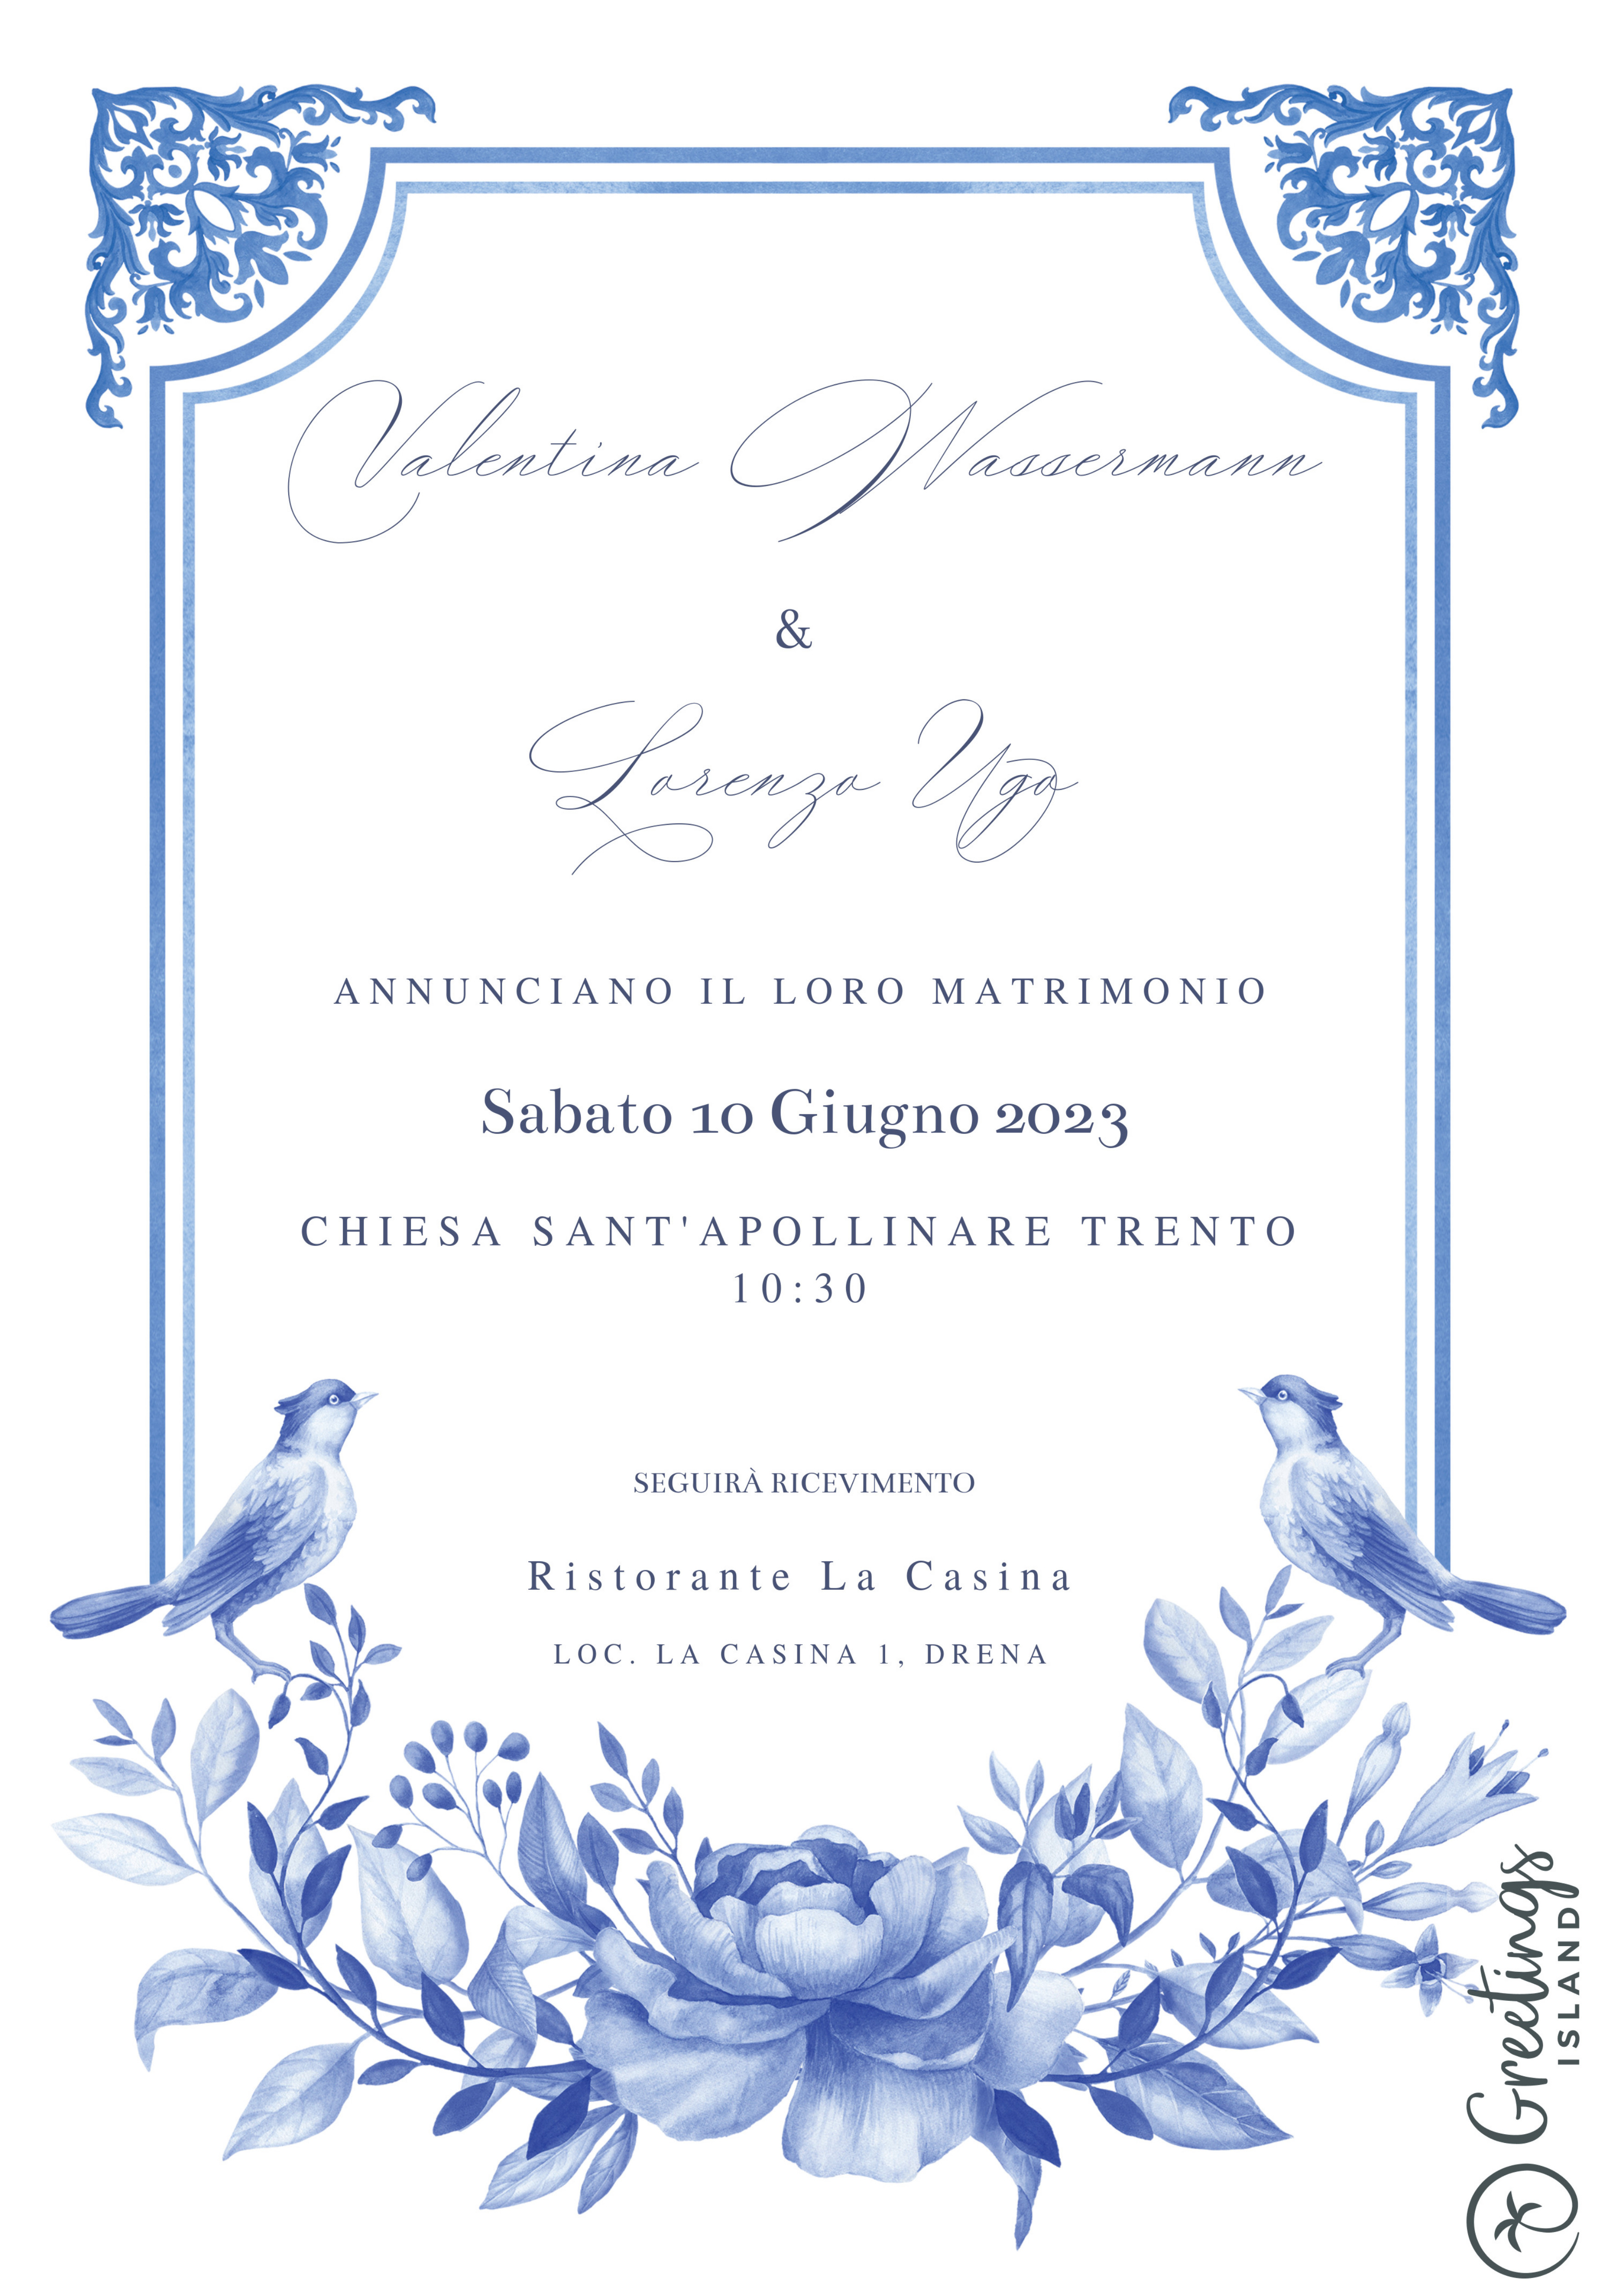 Valentina Wassermann
&
Lorenzo Ugo
ANNUNCIANO IL LORO MATRIMONIO
Sabato 10 Giugno 2023
CHIESA SANT'APOLLINARE TRENTO
10:30
SEGUIRÀ RICEVIMENTO
Ristorante La Casina
LOC. LA CASINA 1, DRENA
Greetings
ISLAND